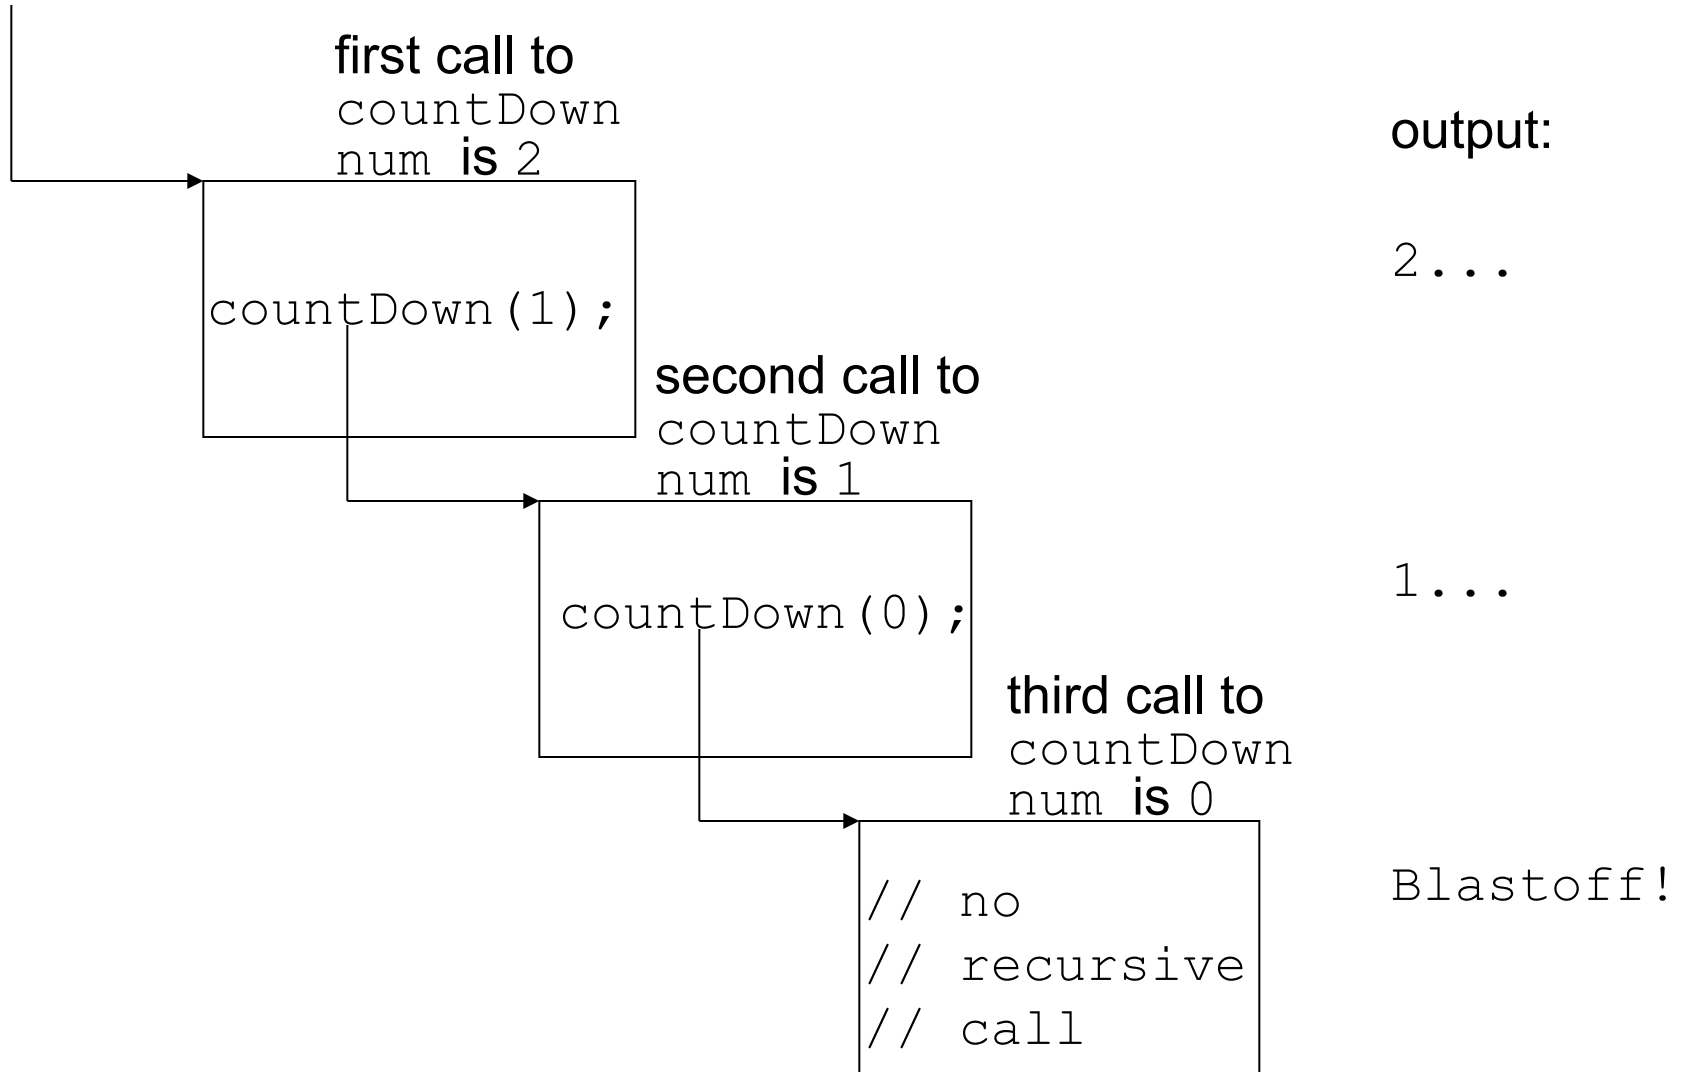 first call to
countDown
num is 2
output:
2...
countDown(1);
second call to
countDown
num is 1
1...
countDown(0);
third call to
countDown
num is 0
Blastoff!
// no
// recursive
// call